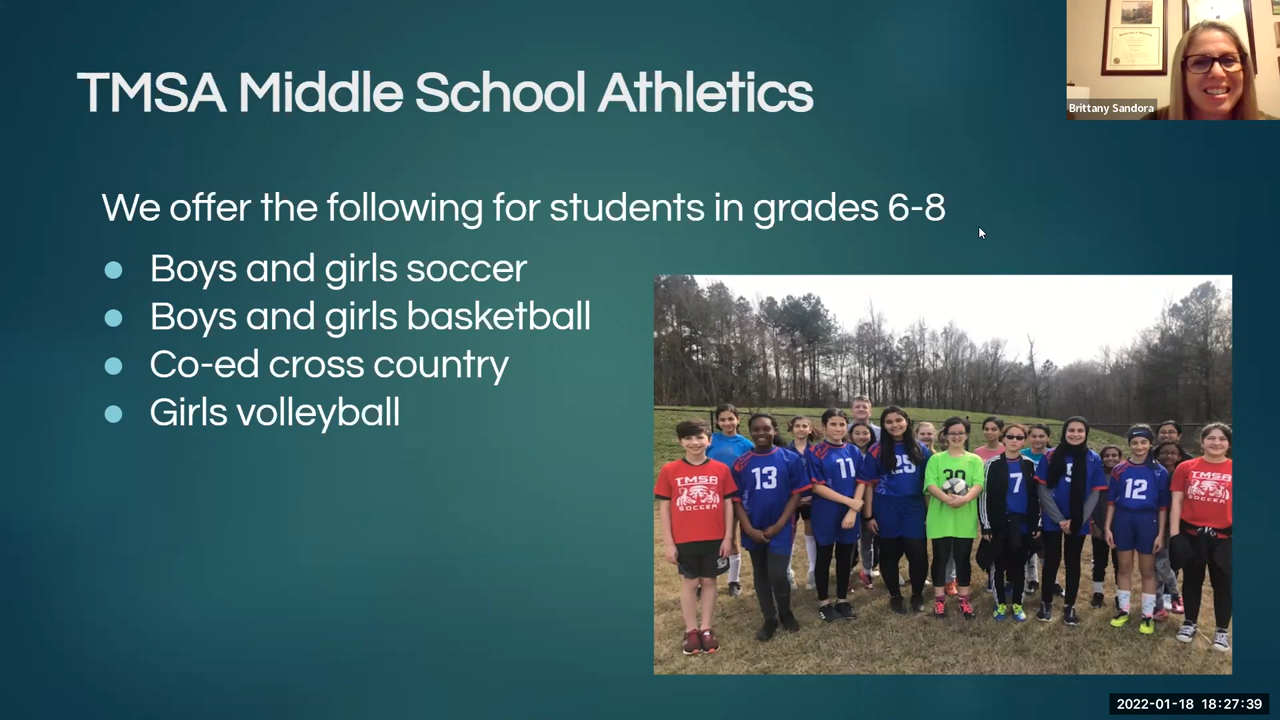 TMSA Middle School Athletics
Brittany Sandora
We offer the following for students in grades 6-8
● Boys and girls soccer
● Boys and girls basketball
● Co-ed cross country
● Girls volleyball
TMSA
SOCCER
13
11
25
20
7
12
TMSA
SOCCER
2022-01-18 18:27:39